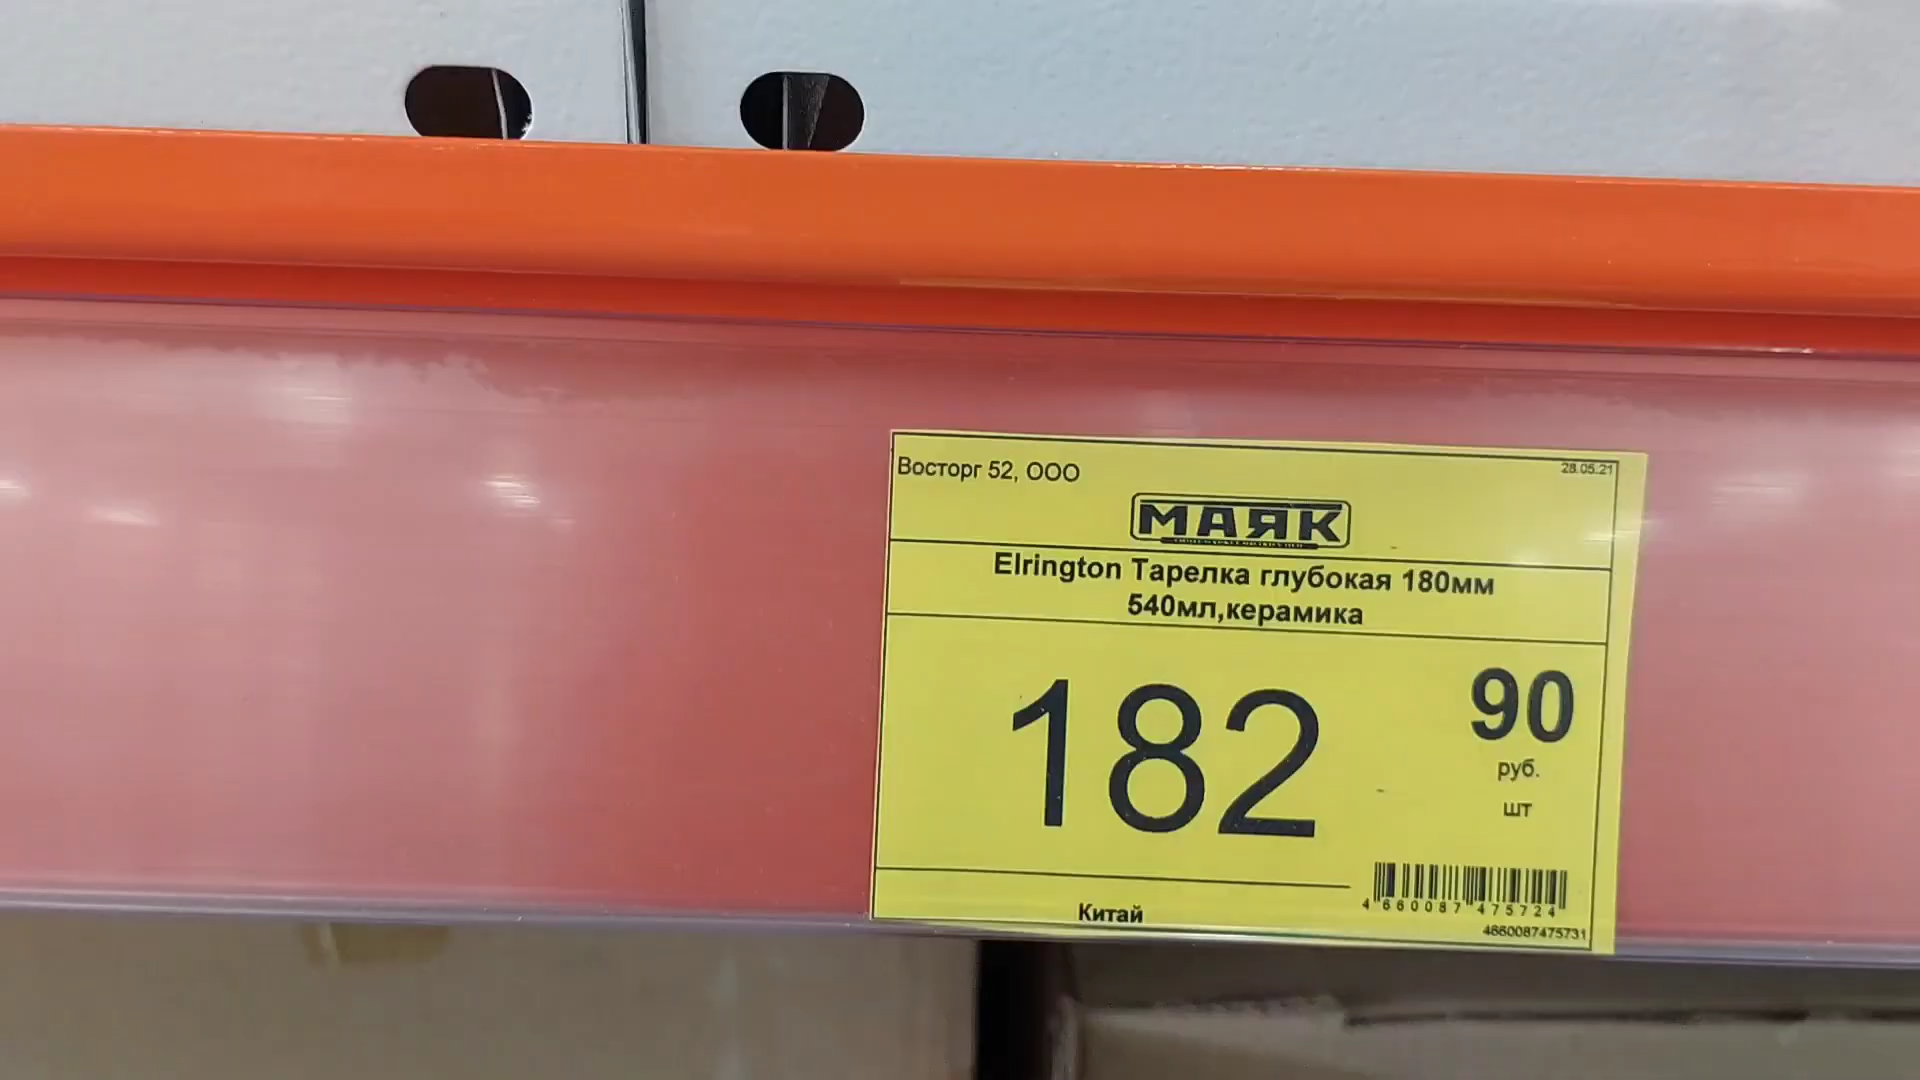 Восторг 52, ООО
28.05.21
МАЯК
Elrington Тарелка глубокая 180мм
540мл,керамика
182
90
руб.
шт
4 660087 475724
Китай
4660087475731